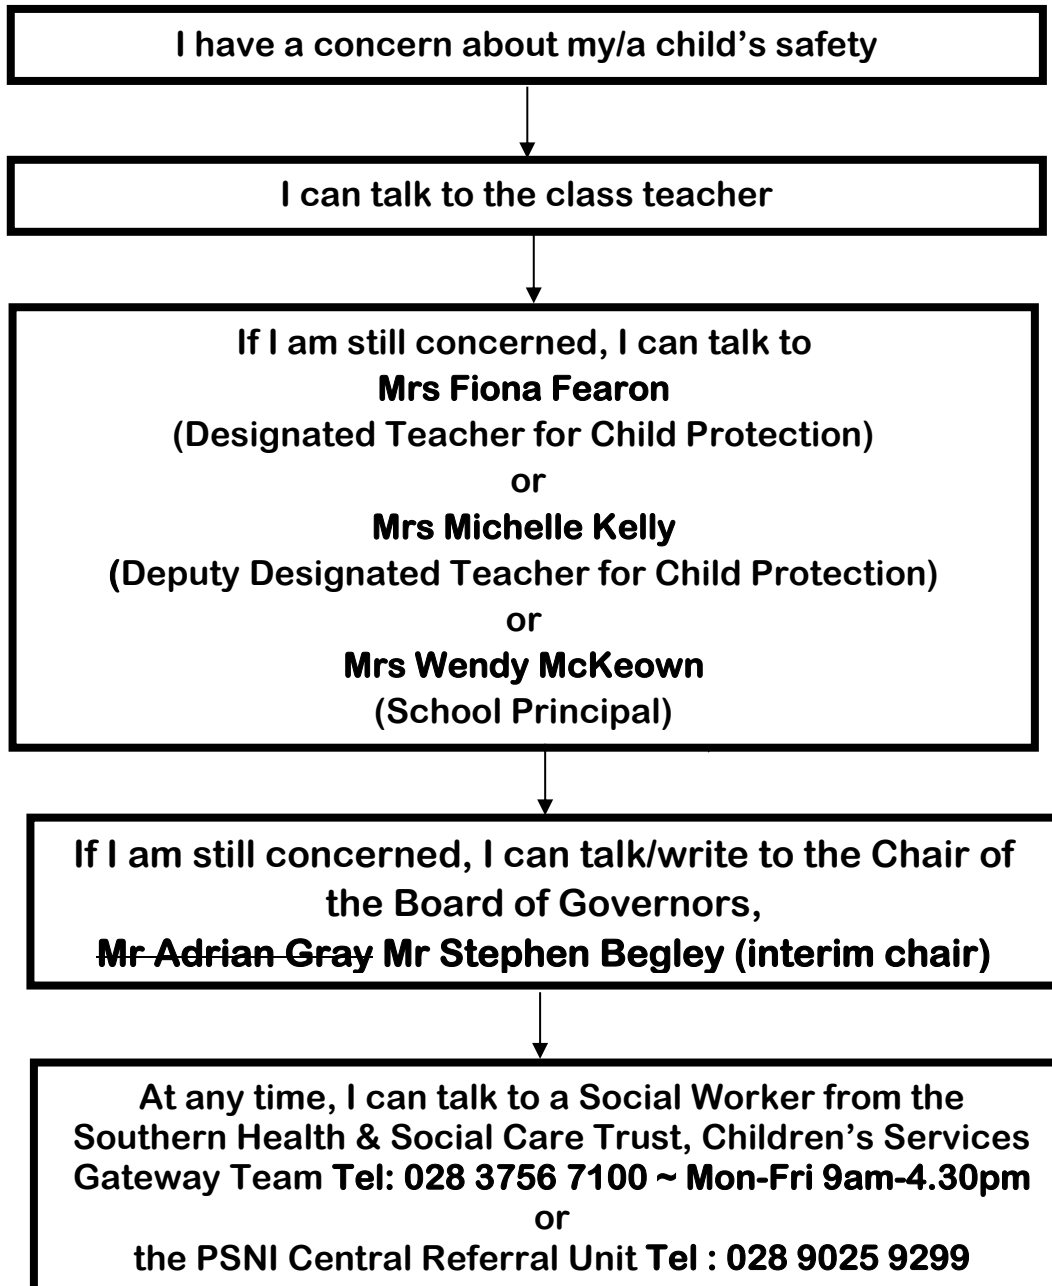 I have a concern about my/a child’s safety
I can talk to the class teacher
If I am still concerned, I can talk to
Mrs Fiona Fearon
(Designated Teacher for Child Protection)
or
Mrs Michelle Kelly
(Deputy Designated Teacher for Child Protection)
or
Mrs Wendy McKeown
(School Principal)
If I am still concerned, I can talk/write to the Chair of
the Board of Governors,
Mr Adrian Gray Mr Stephen Begley (interim chair)
At any time, I can talk to a Social Worker from the
Southern Health & Social Care Trust, Children’s Services
Gateway Team Tel: 028 3756 7100 ~ Mon-Fri 9am-4.30pm
or
the PSNI Central Referral Unit Tel : 028 9025 9299